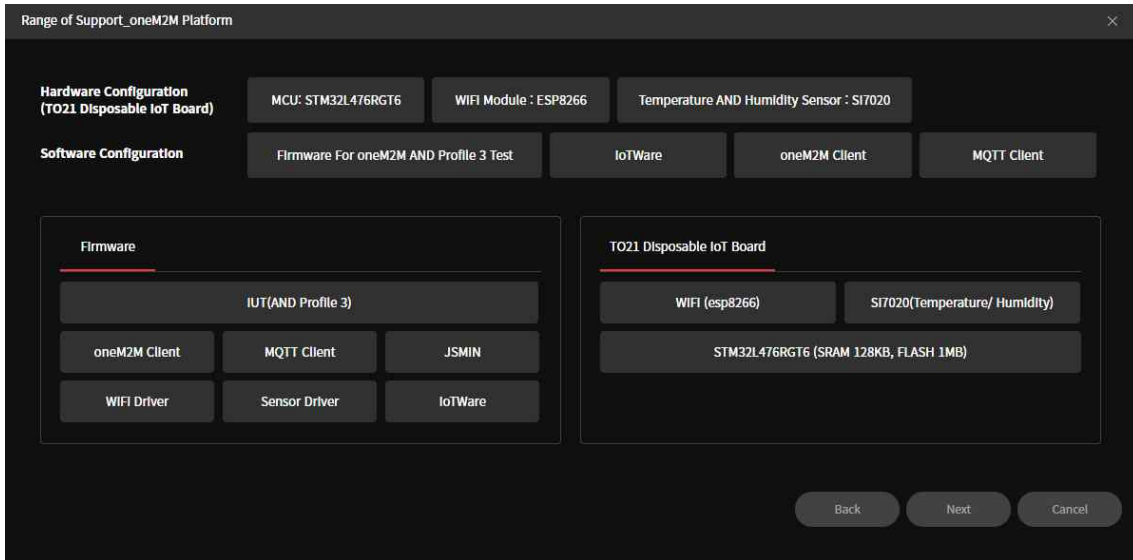 Range of Support_oneM2M Platform
Hardware Configuration
(TO21 Disposable IoT Board)
MCU: STM32L476RGT6
WIFI Module : ESP8266
Temperature AND Humidity Sensor : SI7020
Software Configuration
Firmware For oneM2M AND Profile 3 Test
IoTWare
oneM2M Client
MQTT Client
Firmware
IUT(AND Profile 3)
oneM2M Client
MQTT Client
JSMIN
WIFI Driver
Sensor Driver
IoTWare
TO21 Disposable IoT Board
WIFI (esp8266)
SI7020(Temperature/ Humidity)
STM32L476RGT6 (SRAM 128KB, FLASH 1MB)
Back
Next
Cancel